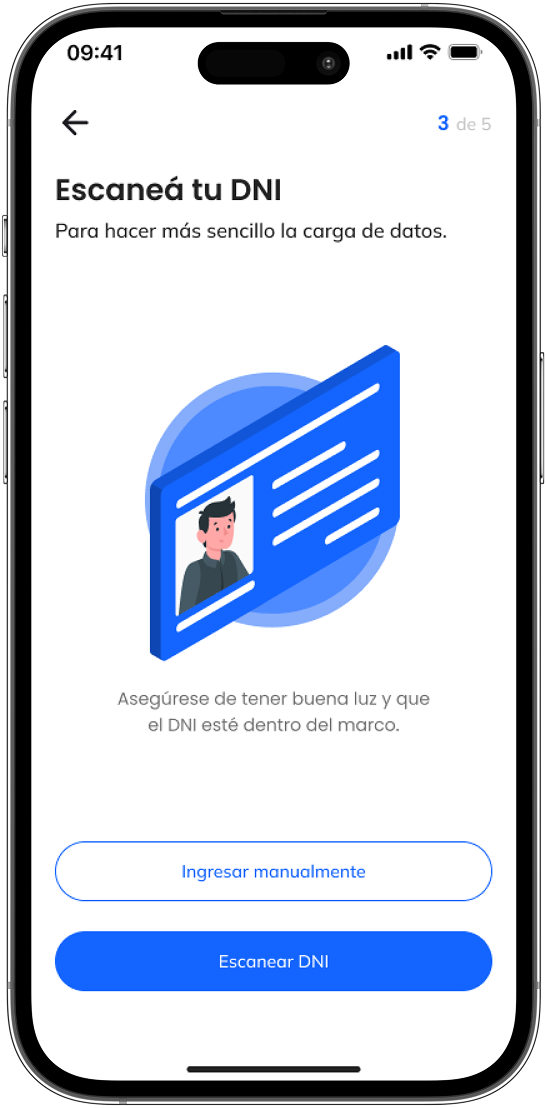 09:41
3 de 5
Escaneá tu DNI
Para hacer más sencillo la carga de datos.
Asegúrese de tener buena luz y que
el DNI esté dentro del marco.
Ingresar manualmente
Escanear DNI